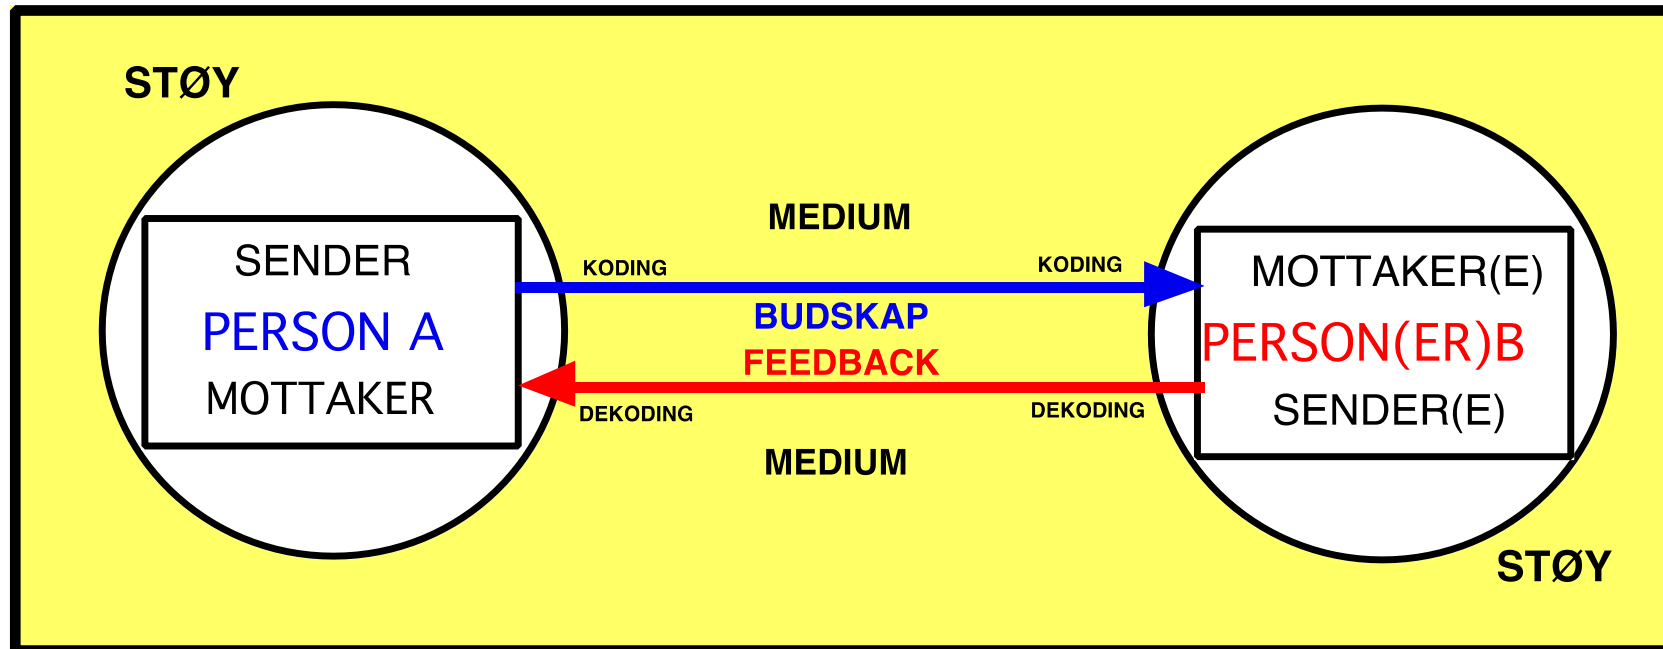 STØY
MEDIUM
SENDER
PERSON A
MOTTAKER
KODING
KODING
BUDSKAP
FEEDBACK
DEKODING
DEKODING
MEDIUM
MOTTAKER(E)
PERSON(ER)B
SENDER(E)
STØY